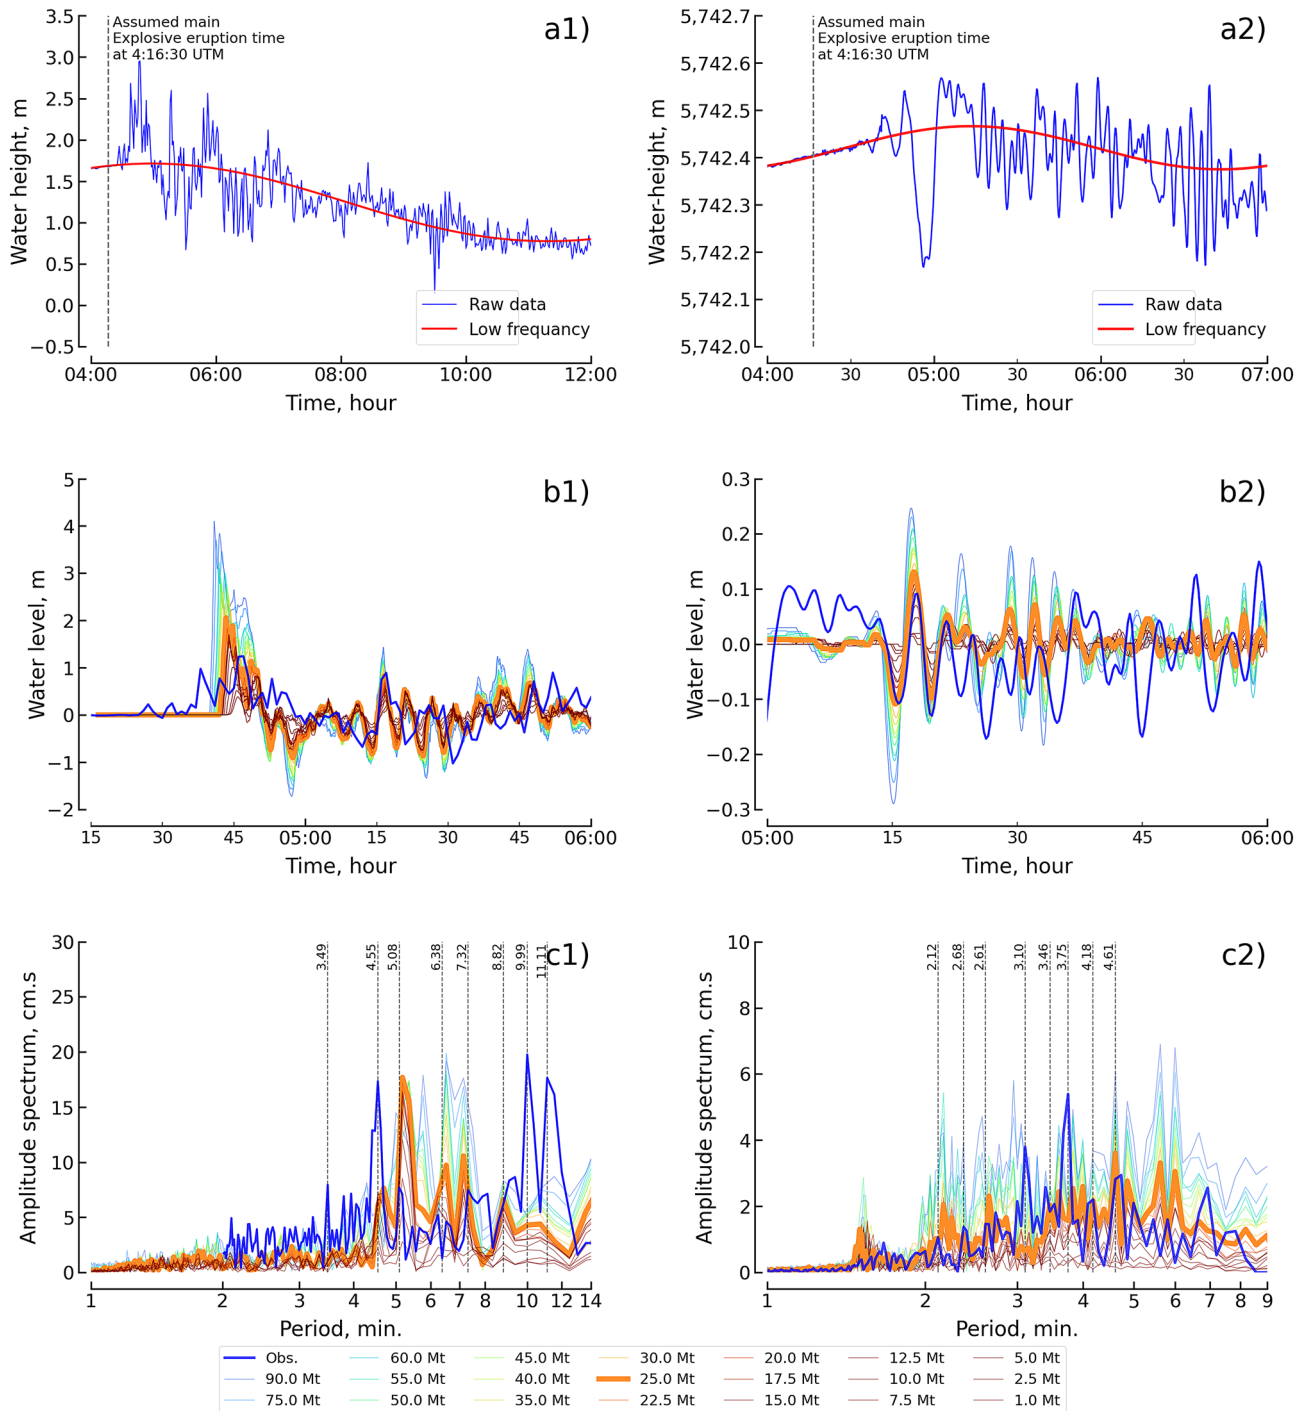 a1)
Assumed main
Explosive eruption time
at 4:16:30 UTM
3.5
3.0
2.5
2.0
1.5
1.0
0.5
0.0
−0.5
Water height, m
Raw data
Low frequancy
04:00 06:00 08:00 10:00 12:00
Time, hour
a2)
Assumed main
Explosive eruption time
at 4:16:30 UTM
5,742.7
5,742.6
5,742.5
5,742.4
5,742.3
5,742.2
5,742.1
5,742.0
Water-height, m
Raw data
Low frequancy
04:00 30 05:00 30 06:00 30 07:00
Time, hour
b1)
5
4
3
2
1
0
−1
−2
Water level, m
15 30 45 05:00 15 30 45 06:00
Time, hour
b2)
0.3
0.2
0.1
0.0
−0.1
−0.2
−0.3
Water level, m
05:00 15 30 45 06:00
Time, hour
c1)
3.49 4.55 5.08 6.38 7.32 8.82 9.99 11.11
30
25
20
15
10
5
0
Amplitude spectrum, cm.s
1 2 3 4 5 6 7 8 10 12 14
Period, min.
c2)
2.12 2.68 2.61 3.10 3.46 3.75 4.18 4.61
10
8
6
4
2
0
Amplitude spectrum, cm.s
1 2 3 4 5 6 7 8 9
Period, min.
Obs. 60.0 Mt 45.0 Mt 30.0 Mt 20.0 Mt 12.5 Mt 5.0 Mt
90.0 Mt 55.0 Mt 40.0 Mt 25.0 Mt 17.5 Mt 10.0 Mt 2.5 Mt
75.0 Mt 50.0 Mt 35.0 Mt 22.5 Mt 15.0 Mt 7.5 Mt 1.0 Mt